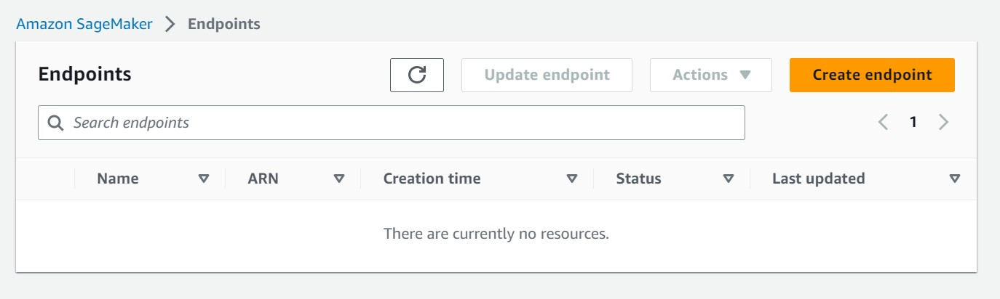 Amazon SageMaker > Endpoints
Endpoints
Update endpoint
Actions
Create endpoint
Search endpoints
1
Name ARN Creation time Status Last updated
There are currently no resources.